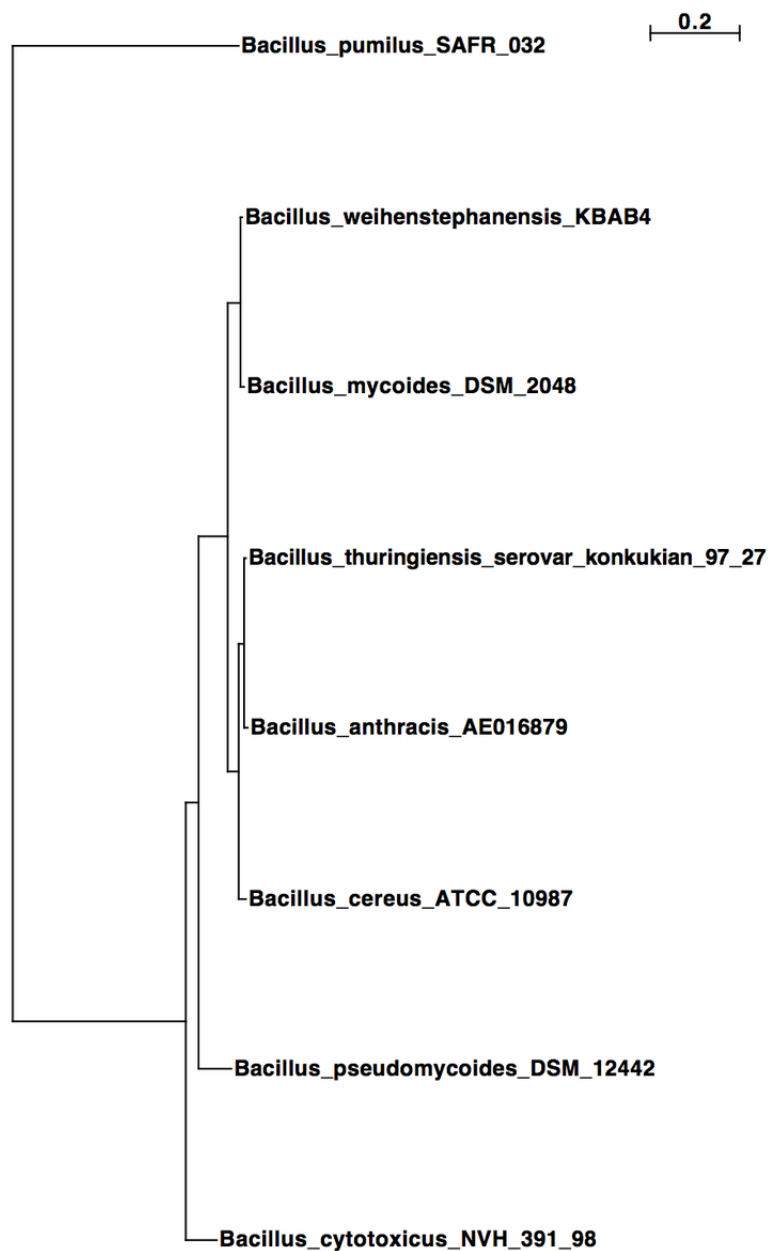 0.2
Bacillus_pumilus_SAFR_032
Bacillus_weihenstephanensis_KBAB4
Bacillus_mycoides_DSM_2048
Bacillus_thuringiensis_serovar_konkukian_97_27
Bacillus_anthracis_AE016879
Bacillus_cereus_ATCC_10987
Bacillus_pseudomycoides_DSM_12442
Bacillus_cytotoxicus_NVH_391_98